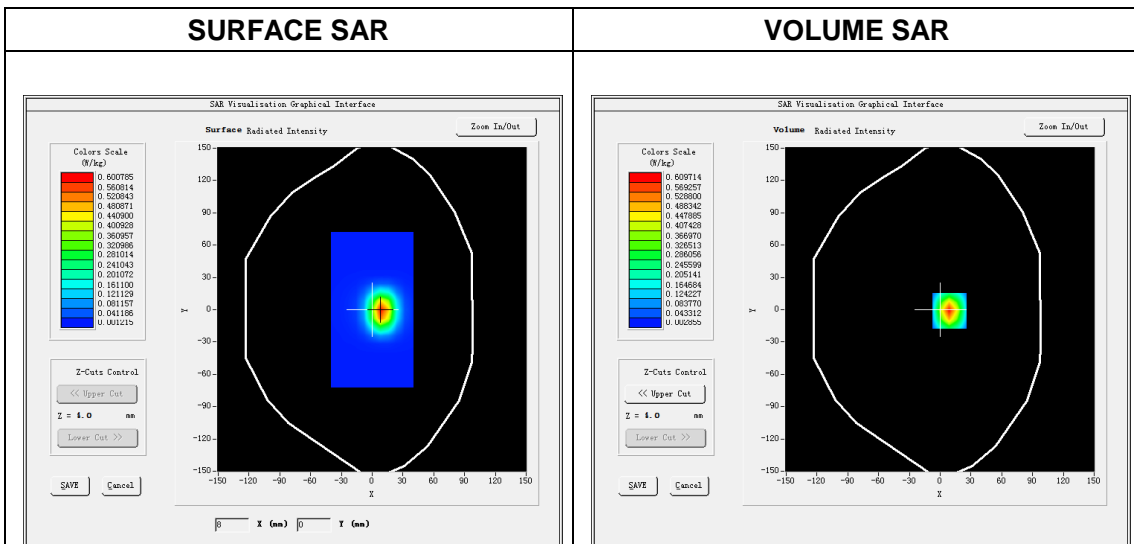 SURFACE SAR
VOLUME SAR
SAR Visualisation Graphical Interface
Surface Radiated Intensity
Zoom In/Out
Colors Scale
(W/kg)
0.600785
0.560814
0.520843
0.480871
0.440900
0.400928
0.360957
0.320986
0.281014
0.241043
0.201072
0.161100
0.121129
0.081157
0.041186
0.001215
Z-Cuts Control
<< Upper Cut
Z = 4.0 mm
Lower Cut >>
SAVE
Cancel
150
120
90
60
30
0
-30
-60
-90
-120
-150
Y
-150 -120 -90 -60 -30 0 30 60 90 120 150
X
8 X (mm) 0 Y (mm)
SAR Visualisation Graphical Interface
Volume Radiated Intensity
Zoom In/Out
Colors Scale
(W/kg)
0.609714
0.569257
0.528800
0.488342
0.447885
0.407428
0.366970
0.326513
0.286056
0.245599
0.205141
0.164684
0.124227
0.083770
0.043312
0.002855
Z-Cuts Control
<< Upper Cut
Z = 4.0 mm
Lower Cut >>
SAVE
Cancel
150
120
90
60
30
0
-30
-60
-90
-120
-150
Y
-150 -120 -90 -60 -30 0 30 60 90 120 150
X